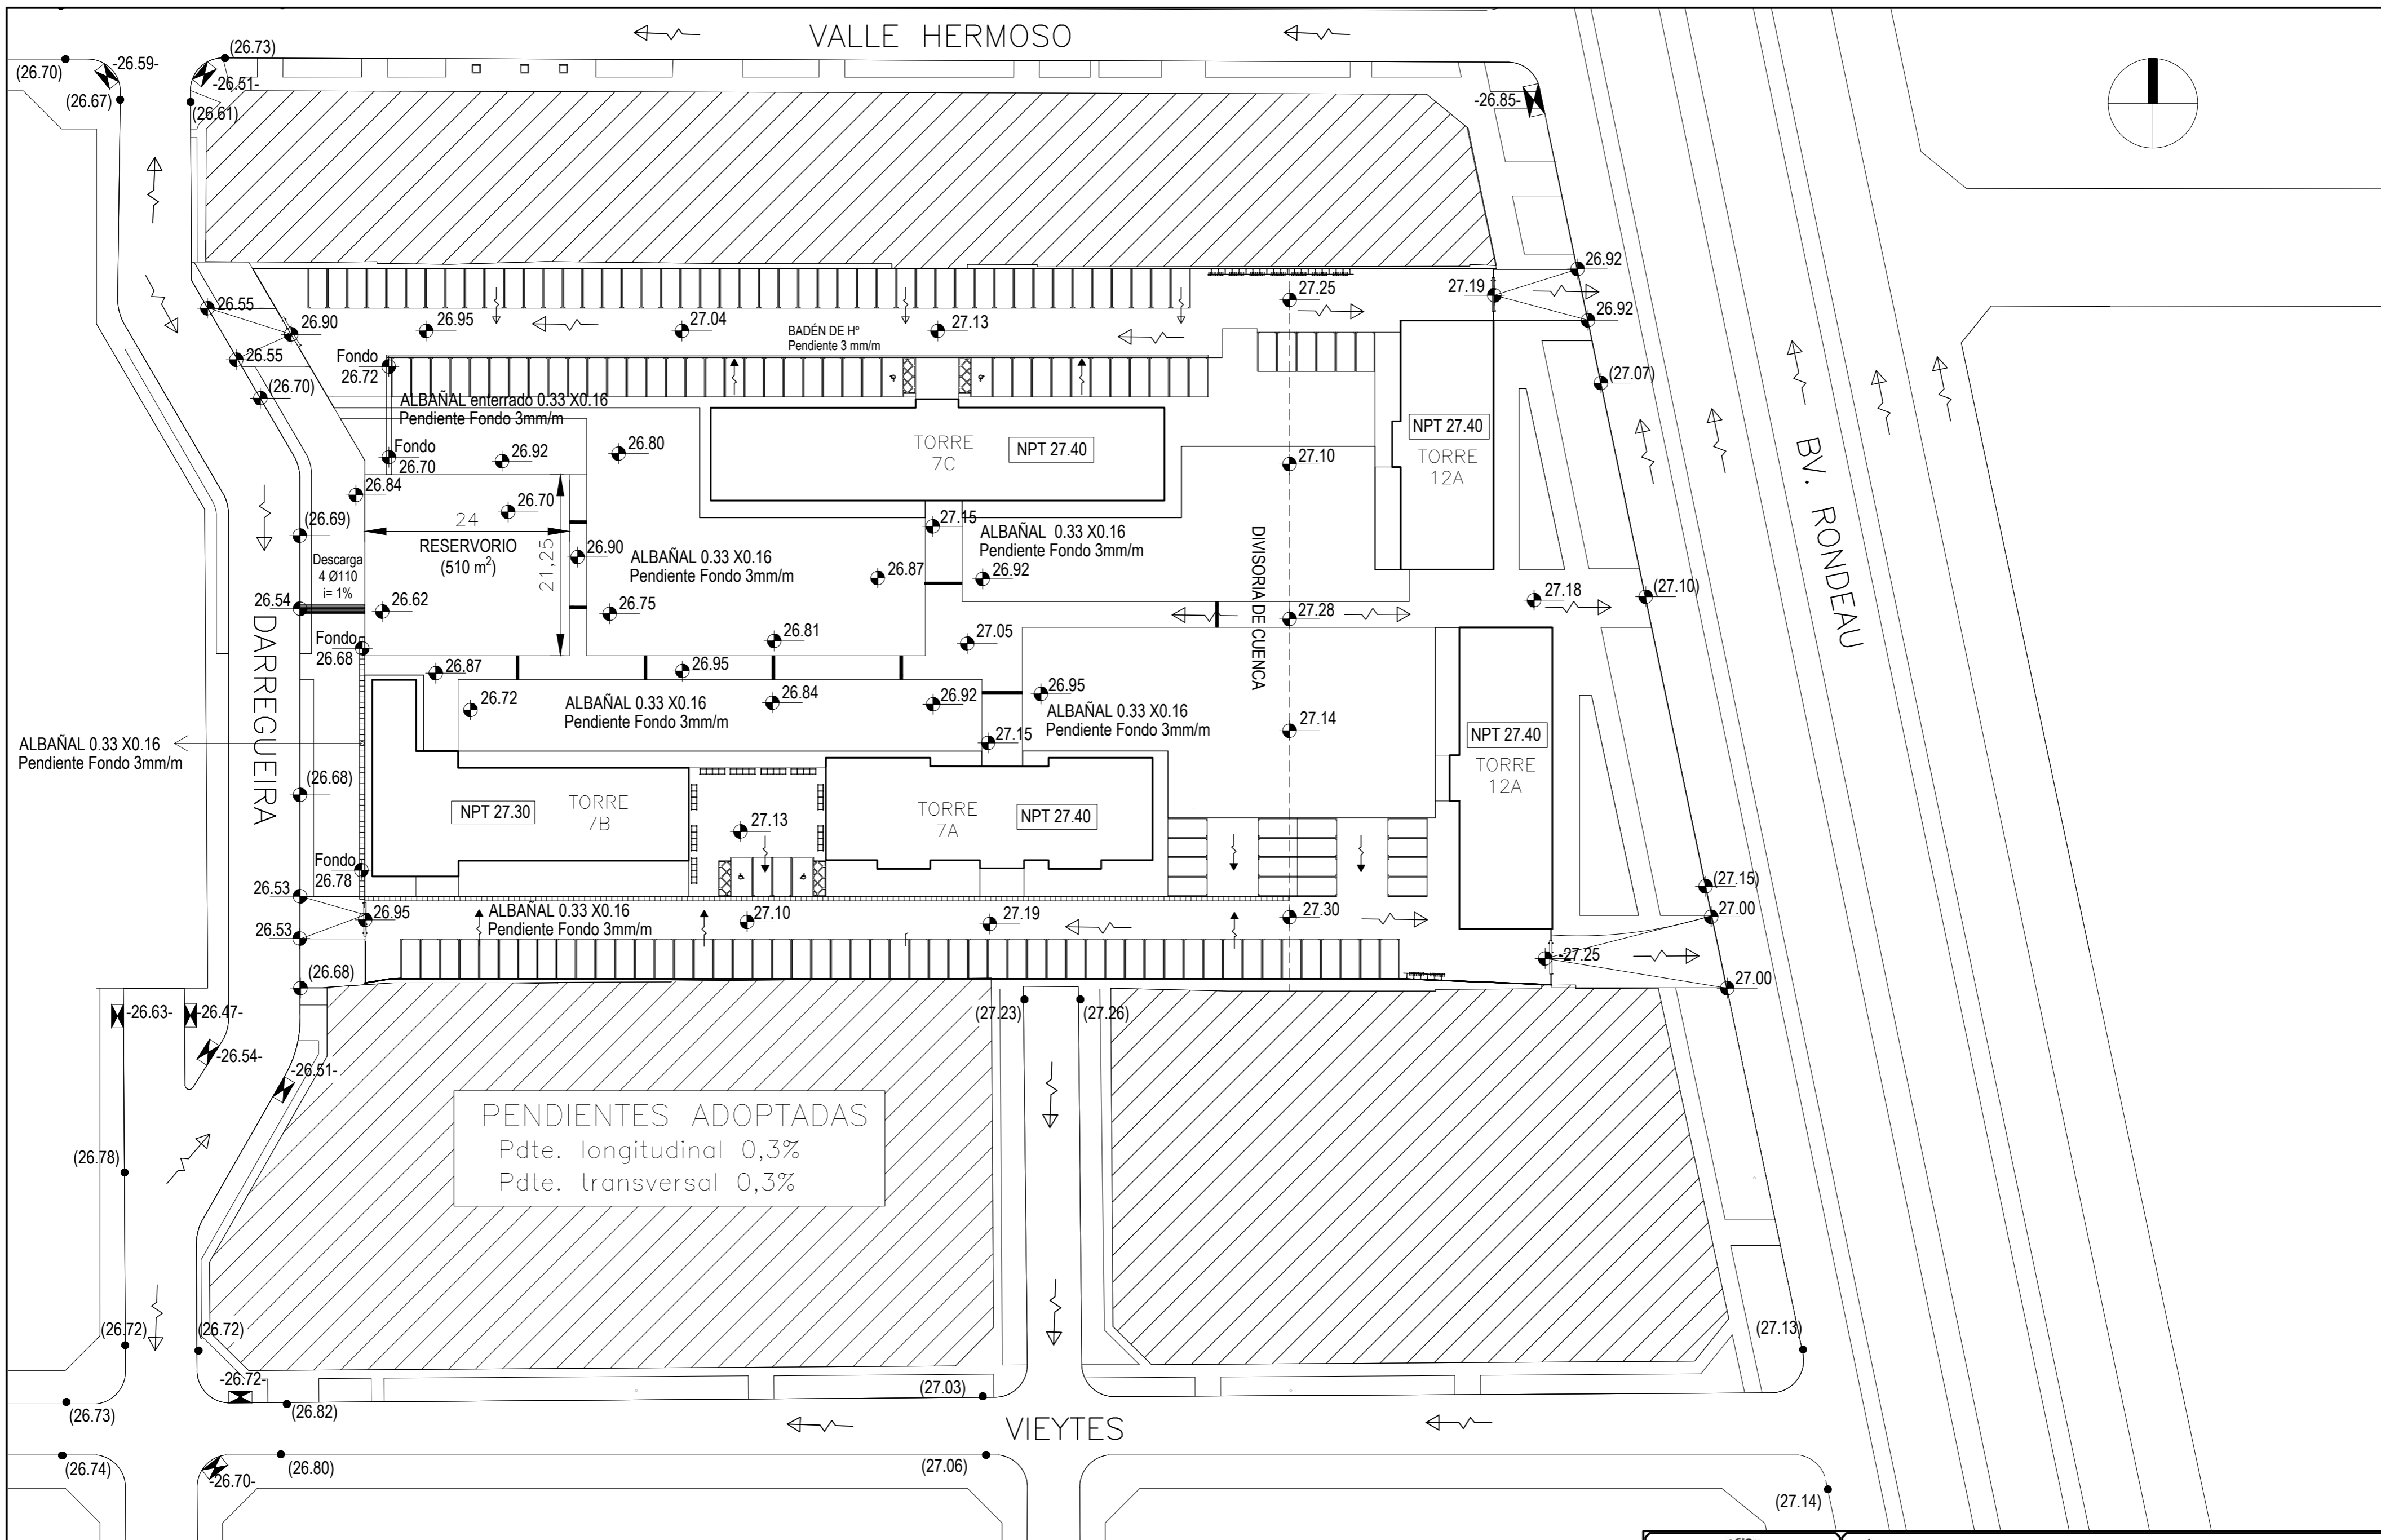 VALLE HERMOSO
(26.73)
(26.70)
-26.59-
-26.51-
(26.67)
(26.61)
-26.85-
26.92
27.25
27.19
26.55
26.90
26.95
27.04
27.13
26.92
BADÉN DE Hº
Pendiente 3 mm/m
26.55
Fondo
26.72
(26.70)
(27.07)
ALBAÑAL enterrado 0.33 X0.16
Pendiente Fondo 3mm/m
NPT 27.40
TORRE
12A
TORRE
7C
NPT 27.40
Fondo
26.70
26.92
26.80
27.10
BV. RONDEAU
26.84
26.70
24
(26.69)
RESERVORIO
(510 m²)
21,25
27.15
ALBAÑAL 0.33 X0.16
Pendiente Fondo 3mm/m
DIVISORIA DE CUENCA
Descarga
4 Ø110
i= 1%
26.90
ALBAÑAL 0.33 X0.16
Pendiente Fondo 3mm/m
26.87
26.92
26.54
26.62
26.75
27.28
27.18
(27.10)
DARREGUEIRA
Fondo
26.68
26.81
27.05
26.87
26.95
26.72
ALBAÑAL 0.33 X0.16
Pendiente Fondo 3mm/m
26.84
26.92
26.95
ALBAÑAL 0.33 X0.16
Pendiente Fondo 3mm/m
27.14
27.15
NPT 27.40
TORRE
12A
ALBAÑAL 0.33 X0.16
Pendiente Fondo 3mm/m
(26.68)
NPT 27.30
TORRE
7B
27.13
TORRE
7A
NPT 27.40
Fondo
26.78
26.53
(27.15)
26.95
ALBAÑAL 0.33 X0.16
Pendiente Fondo 3mm/m
27.10
27.19
27.30
27.00
26.53
27.25
(26.68)
27.00
-26.63-
-26.47-
(27.23)
(27.26)
-26.54-
-26.51-
PENDIENTES ADOPTADAS
Pdte. longitudinal 0,3%
Pdte. transversal 0,3%
(26.78)
(26.72)
(26.72)
(27.13)
-26.72-
(26.73)
(26.82)
(27.03)
VIEYTES
(26.74)
-26.70-
(26.80)
(27.06)
(27.14)